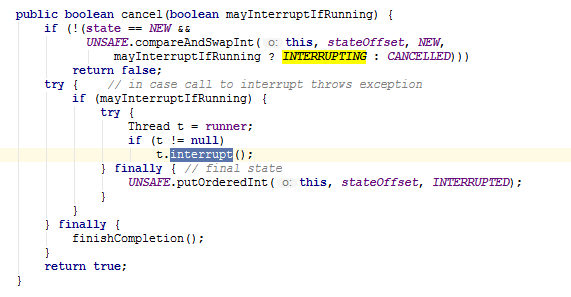 public boolean cancel(boolean mayInterruptIfRunning) {
    if (!(state == NEW &&
          UNSAFE.compareAndSwapInt( o: this, stateOffset, NEW,
              mayInterruptIfRunning ? INTERRUPTING : CANCELLED)))
        return false;
    try {    // in case call to interrupt throws exception
        if (mayInterruptIfRunning) {
            try {
                Thread t = runner;
                if (t != null)
                    t.interrupt();
            } finally { // final state
                UNSAFE.putOrderedInt( o: this, stateOffset, INTERRUPTED);
            }
        }
    } finally {
        finishCompletion();
    }
    return true;
}